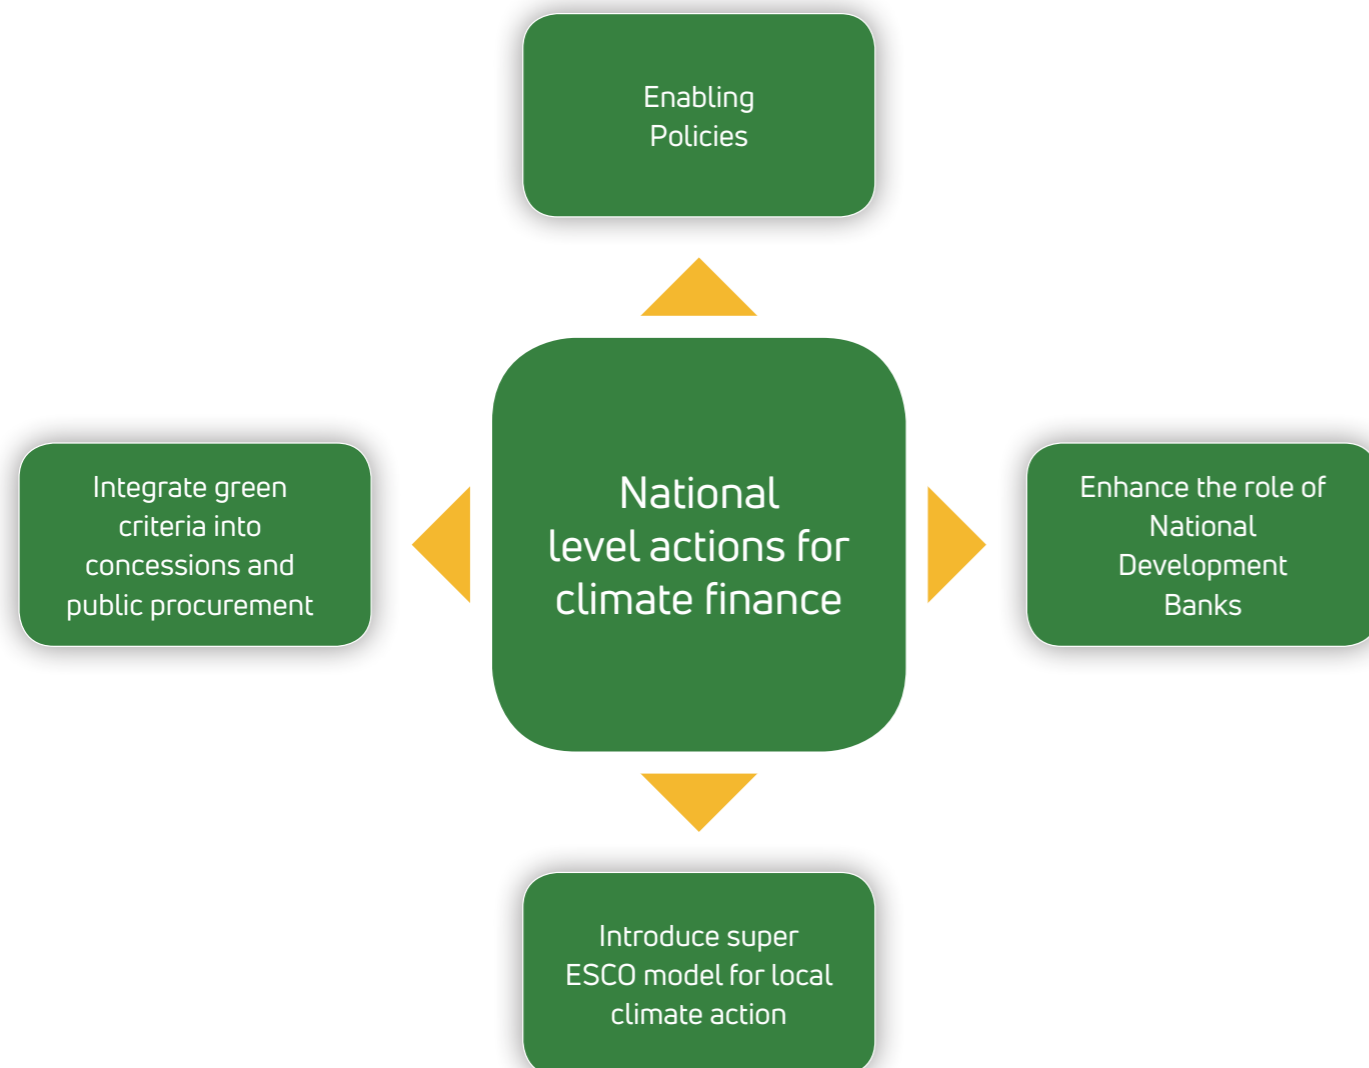 Enabling
Policies
Integrate green
criteria into
concessions and
public procurement
National
level actions for
climate finance
Enhance the role of
National
Development
Banks
Introduce super
ESCO model for local
climate action